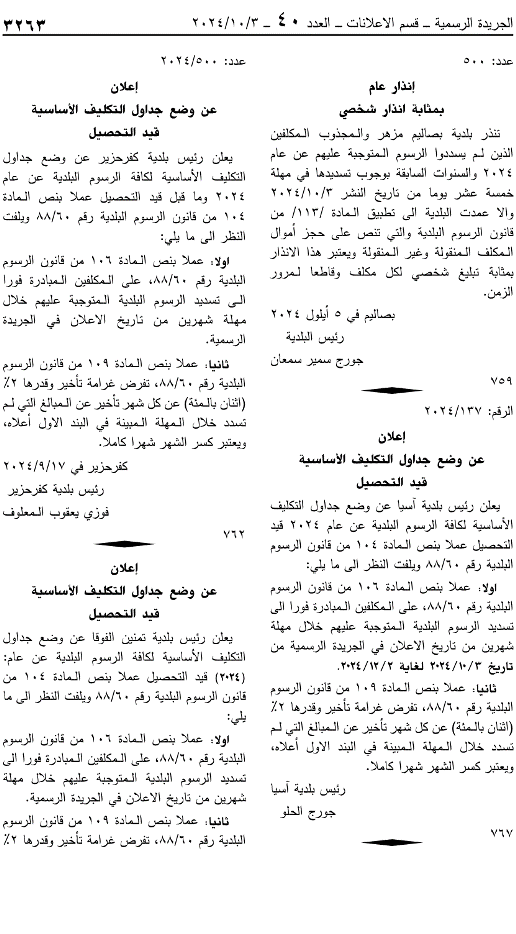 الجريدة الرسمية – قسم الاعلانات – العدد ٤٠ – ٢٠٢٤/١٠/٣
٣٢٦٣
عدد: ٥٠٠
إنذار عام
بمثابة انذار شخصي
تنذر بلدية بصاليم مزهر والمجذوب المكلفين
الذين لم يسددوا الرسوم المتوجبة عليهم عن عام
٢٠٢٤ والسنوات السابقة بوجوب تسديدها في مهلة
خمسة عشر يوما من تاريخ النشر ٢٠٢٤/١٠/٣
والا عمدت البلدية الى تطبيق المادة /١١٣/ من
قانون الرسوم البلدية والتي تنص على حجز أموال
المكلف المنقولة وغير المنقولة ويعتبر هذا الانذار
بمثابة تبليغ شخصي لكل مكلف وقاطعا لمرور
الزمن.
بصاليم في ٥ أيلول ٢٠٢٤
رئيس البلدية
جورج سمير سمعان
٧٥٩
الرقم: ٢٠٢٤/١٣٧
إعلان
عن وضع جداول التكليف الأساسية
قيد التحصيل
يعلن رئيس بلدية آسيا عن وضع جداول التكليف
الأساسية لكافة الرسوم البلدية عن عام ٢٠٢٤ قيد
التحصيل عملا بنص المادة ١٠٤ من قانون الرسوم
البلدية رقم ٨٨/٦٠ ويلفت النظر الى ما يلي:
اولا: عملا بنص المادة ١٠٦ من قانون الرسوم
البلدية رقم ٨٨/٦٠، على المكلفين المبادرة فورا الى
تسديد الرسوم البلدية المتوجبة عليهم خلال مهلة
شهرين من تاريخ الاعلان في الجريدة الرسمية من
تاريخ ٢٠٢٤/١٠/٣ لغاية ٢٠٢٤/١٢/٢.
ثانيا: عملا بنص المادة ١٠٩ من قانون الرسوم
البلدية رقم ٨٨/٦٠، تفرض غرامة تأخير وقدرها ٢٪
(اثنان بالمئة) عن كل شهر تأخير عن المبالغ التي لم
تسدد خلال المهلة المبينة في البند الاول أعلاه،
ويعتبر كسر الشهر شهرا كاملا.
رئيس بلدية آسيا
جورج الحلو
٧٦٧
عدد: ٢٠٢٤/٥٠٠
إعلان
عن وضع جداول التكليف الأساسية
قيد التحصيل
يعلن رئيس بلدية كفرحزير عن وضع جداول
التكليف الأساسية لكافة الرسوم البلدية عن عام
٢٠٢٤ وما قبل قيد التحصيل عملا بنص المادة
١٠٤ من قانون الرسوم البلدية رقم ٨٨/٦٠ ويلفت
النظر الى ما يلي:
اولا: عملا بنص المادة ١٠٦ من قانون الرسوم
البلدية رقم ٨٨/٦٠، على المكلفين المبادرة فورا
الى تسديد الرسوم البلدية المتوجبة عليهم خلال
مهلة شهرين من تاريخ الاعلان في الجريدة
الرسمية.
ثانيا: عملا بنص المادة ١٠٩ من قانون الرسوم
البلدية رقم ٨٨/٦٠، تفرض غرامة تأخير وقدرها ٢٪
(اثنان بالمئة) عن كل شهر تأخير عن المبالغ التي لم
تسدد خلال المهلة المبينة في البند الاول أعلاه،
ويعتبر كسر الشهر شهرا كاملا.
كفرحزير في ٢٠٢٤/٩/١٧
رئيس بلدية كفرحزير
فوزي يعقوب المعلوف
٧٦٢
إعلان
عن وضع جداول التكليف الأساسية
قيد التحصيل
يعلن رئيس بلدية تمنين الفوقا عن وضع جداول
التكليف الأساسية لكافة الرسوم البلدية عن عام:
(٢٠٢٤) قيد التحصيل عملا بنص المادة ١٠٤ من
قانون الرسوم البلدية رقم ٨٨/٦٠ ويلفت النظر الى ما
يلي:
اولا: عملا بنص المادة ١٠٦ من قانون الرسوم
البلدية رقم ٨٨/٦٠، على المكلفين المبادرة فورا الى
تسديد الرسوم البلدية المتوجبة عليهم خلال مهلة
شهرين من تاريخ الاعلان في الجريدة الرسمية.
ثانيا: عملا بنص المادة ١٠٩ من قانون الرسوم
البلدية رقم ٨٨/٦٠، تفرض غرامة تأخير وقدرها ٢٪